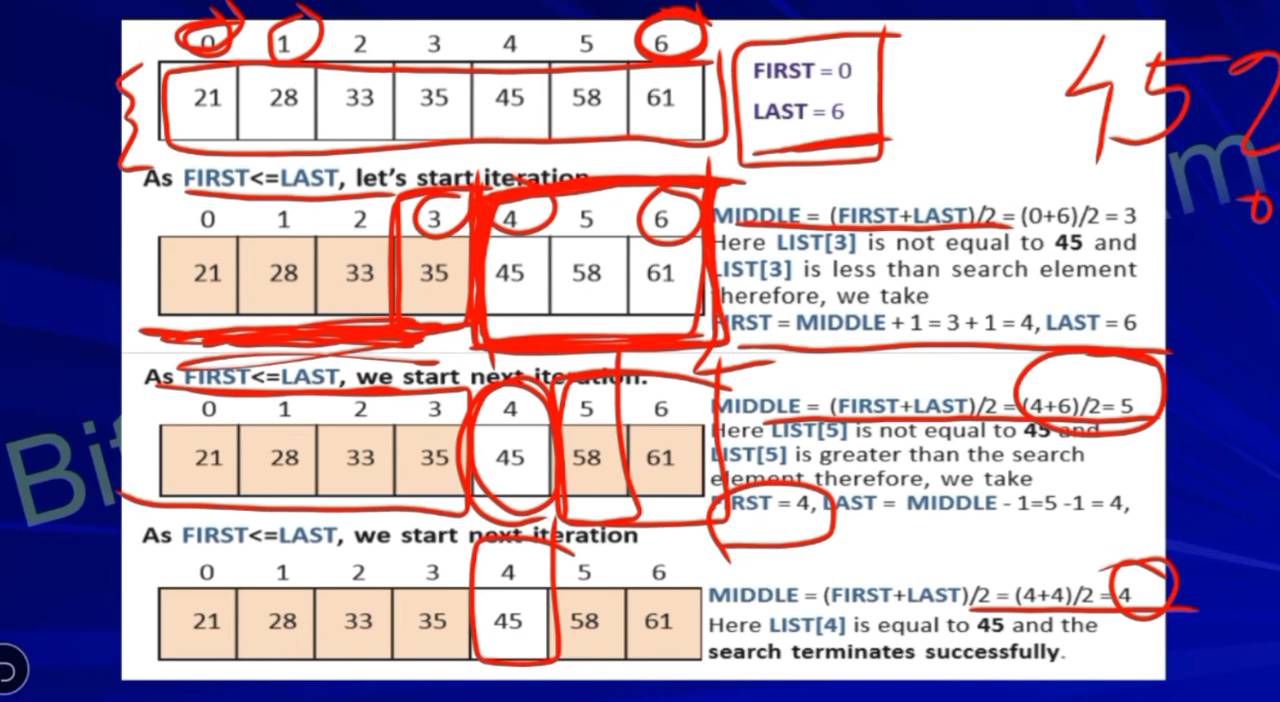 0 1 2 3 4 5 6
21 28 33 35 45 58 61
FIRST = 0
LAST = 6
45?
As FIRST<=LAST, let's start iteration
0 1 2 3 4 5 6
21 28 33 35 45 58 61
MIDDLE = (FIRST+LAST)/2 = (0+6)/2 = 3
Here LIST[3] is not equal to 45 and
LIST[3] is less than search element
therefore, we take
FIRST = MIDDLE + 1 = 3 + 1 = 4, LAST = 6
As FIRST<=LAST, we start next iteration.
0 1 2 3 4 5 6
21 28 33 35 45 58 61
MIDDLE = (FIRST+LAST)/2 = (4+6)/2= 5
Here LIST[5] is not equal to 45 and
LIST[5] is greater than the search
element therefore, we take
FIRST = 4, LAST = MIDDLE - 1=5 -1 = 4,
As FIRST<=LAST, we start next iteration
0 1 2 3 4 5 6
21 28 33 35 45 58 61
MIDDLE = (FIRST+LAST)/2 = (4+4)/2 = 4
Here LIST[4] is equal to 45 and the
search terminates successfully.